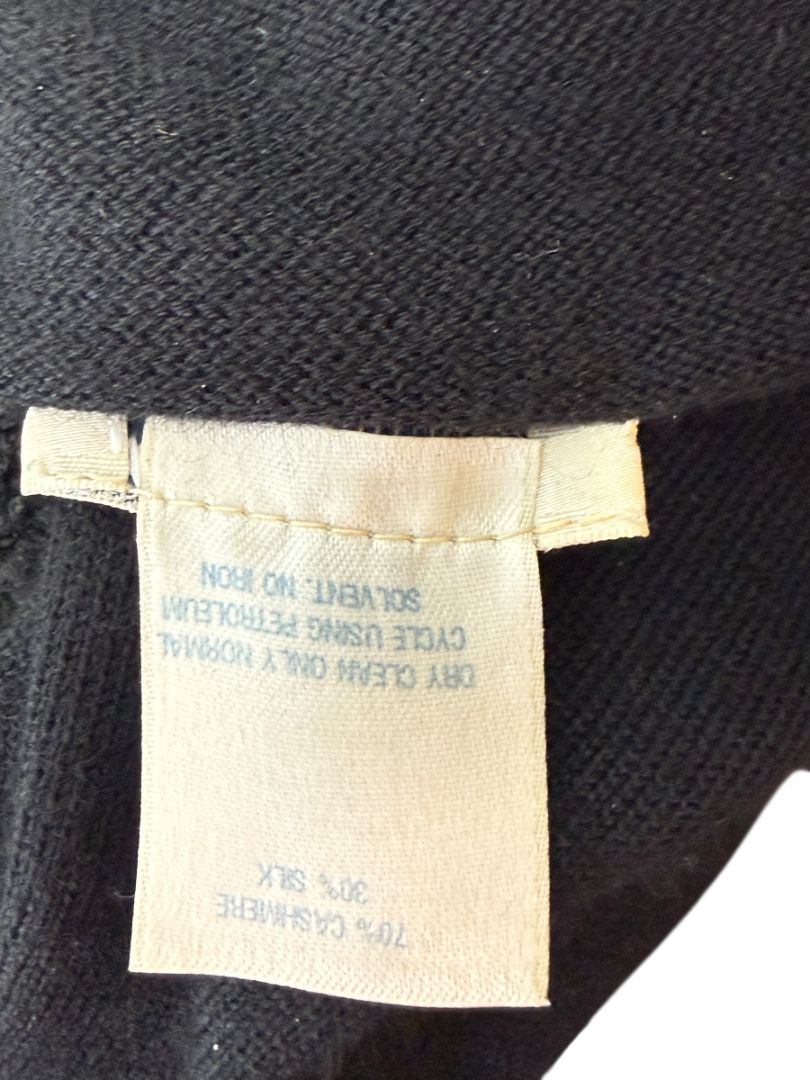 70% CASHMERE
30% SILK
DRY CLEAN ONLY NORMAL
CYCLE USING PETROLEUM
SOLVENT. NO IRON